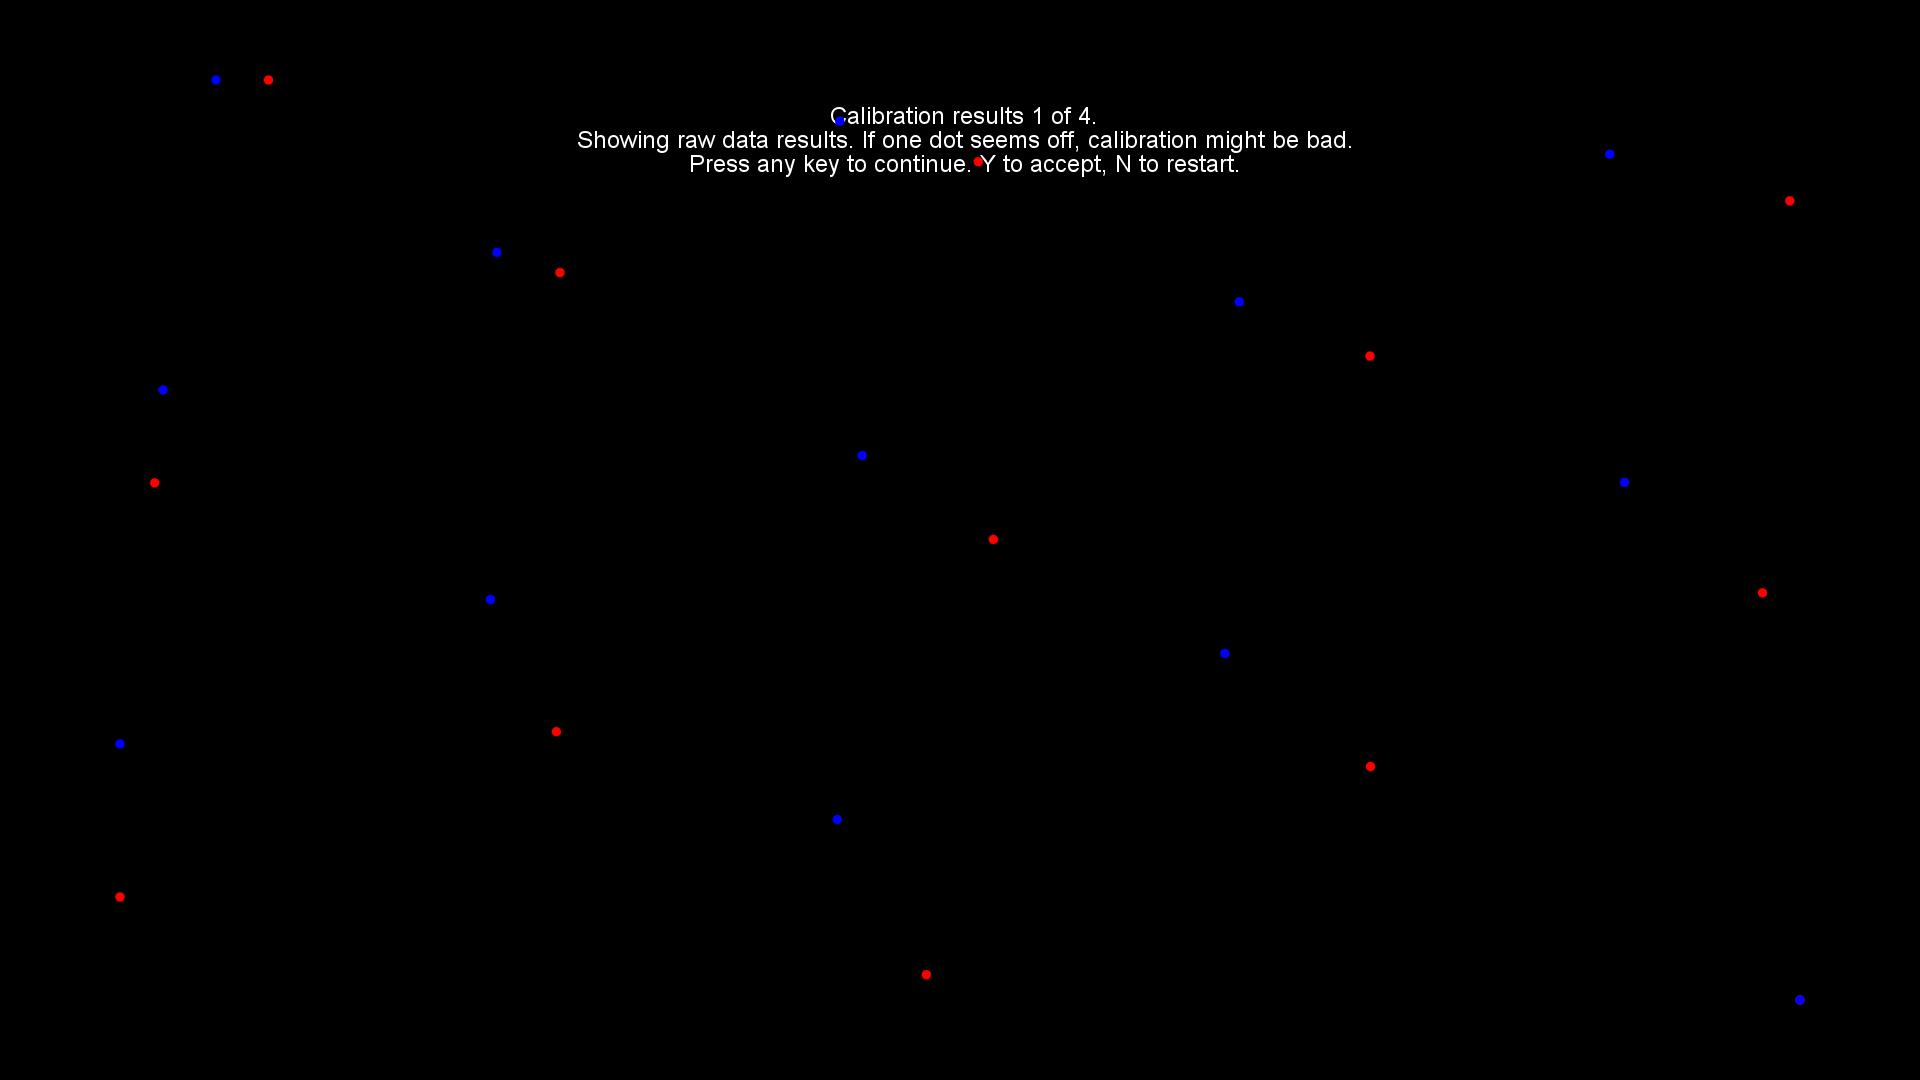 Calibration results 1 of 4.
Showing raw data results. If one dot seems off, calibration might be bad.
Press any key to continue. Y to accept, N to restart.